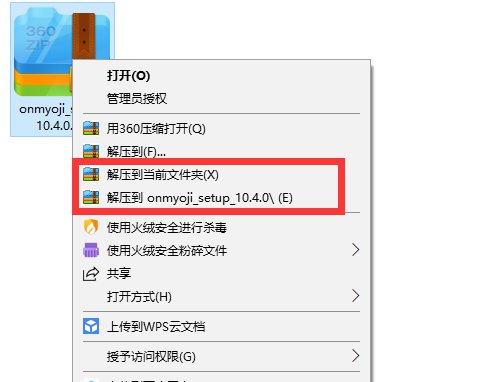 360
ZIP
onmyoji_s
10.4.0.
打开(O)
管理员授权
用360压缩打开(Q)
解压到(F)...
解压到当前文件夹(X)
解压到 onmyoji_setup_10.4.0\ (E)
使用火绒安全进行杀毒
使用火绒安全粉碎文件
共享
打开方式(H)
上传到WPS云文档
授予访问权限(G)